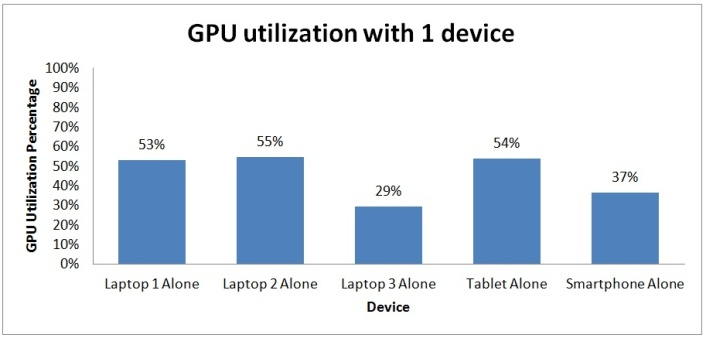 GPU utilization with 1 device
GPU Utilization Percentage
100%
90%
80%
70%
60%
50%
40%
30%
20%
10%
0%
53%
55%
29%
54%
37%
Laptop 1 Alone
Laptop 2 Alone
Laptop 3 Alone
Tablet Alone
Smartphone Alone
Device